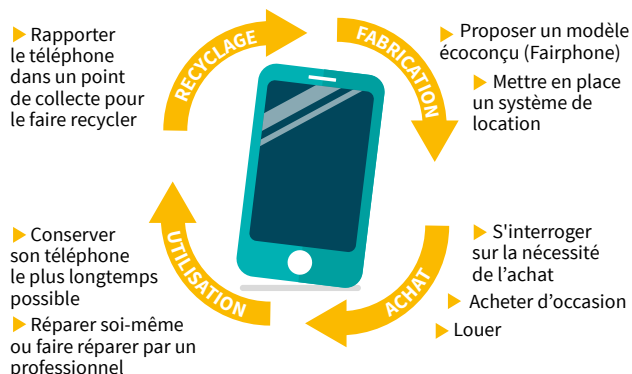 ▶ Rapporter
le téléphone
dans un point
de collecte pour
le faire recycler
RECYCLAGE
FABRICATION
▶ Proposer un modèle
écoconçu (Fairphone)
▶ Mettre en place
un système de
location
▶ Conserver
son téléphone
le plus longtemps
possible
▶ Réparer soi-même
ou faire réparer par un
professionnel
UTILISATION
ACHAT
▶ S'interroger
sur la nécessité
de l’achat
▶ Acheter d’occasion
▶ Louer